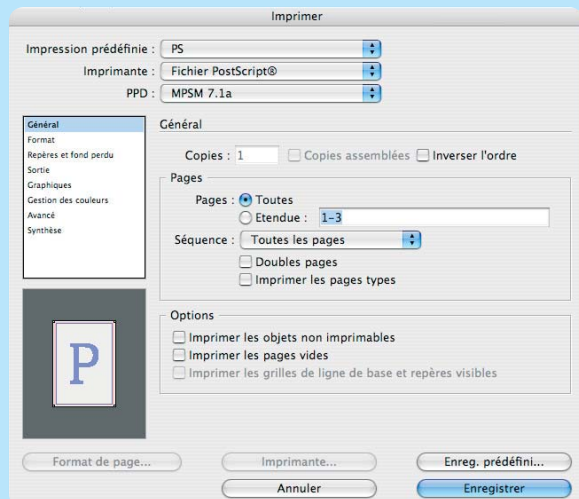 Imprimer
Impression prédéfinie : PS
Imprimante : Fichier PostScript®
PPD : MPSM 7.1a
Général
Format
Repères et fond perdu
Sortie
Graphiques
Gestion des couleurs
Avancé
Synthèse
Général
Copies : 1 Copies assemblées Inverser l'ordre
Pages
Pages : Toutes
Etendue : 1-3
Séquence : Toutes les pages
Doubles pages
Imprimer les pages types
Options
Imprimer les objets non imprimables
Imprimer les pages vides
Imprimer les grilles de ligne de base et repères visibles
P
Format de page... Imprimante... Enreg. prédéfini...
Annuler Enregistrer